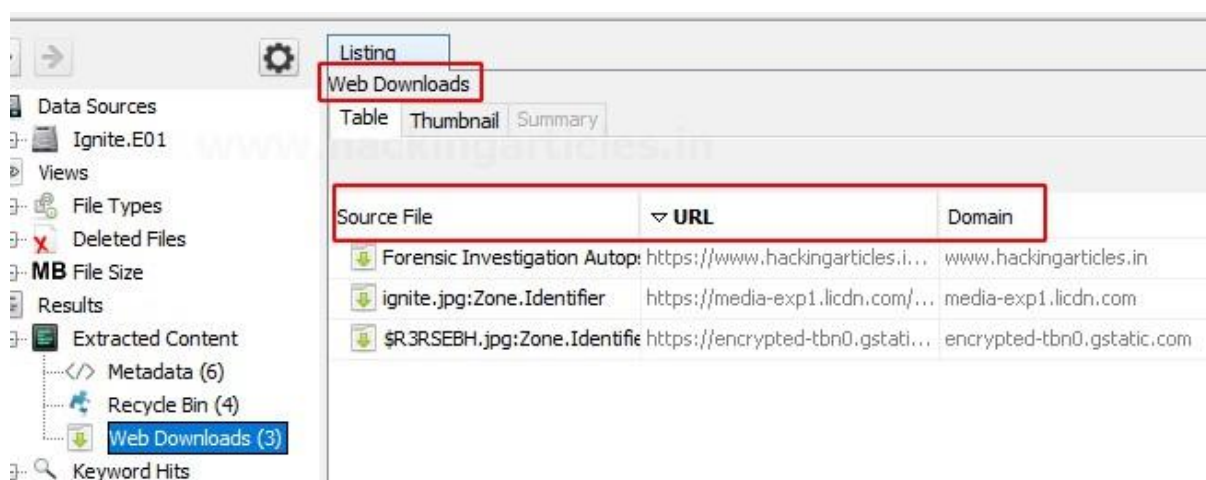 Listing
Web Downloads
Table Thumbnail Summary
Data Sources
Ignite.E01
Views
File Types
Deleted Files
MB File Size
Results
Extracted Content
Metadata (6)
Recycle Bin (4)
Web Downloads (3)
Keyword Hits
www.hackingarticles.in
Source File URL Domain
Forensic Investigation Autop https://www.hackingarticles.i... www.hackingarticles.in
ignite.jpg:Zone.Identifier https://media-exp1.licdn.com/... media-exp1.licdn.com
$R3RSEBH.jpg:Zone.Identifie https://encrypted-tbn0.gstati... encrypted-tbn0.gstatic.com